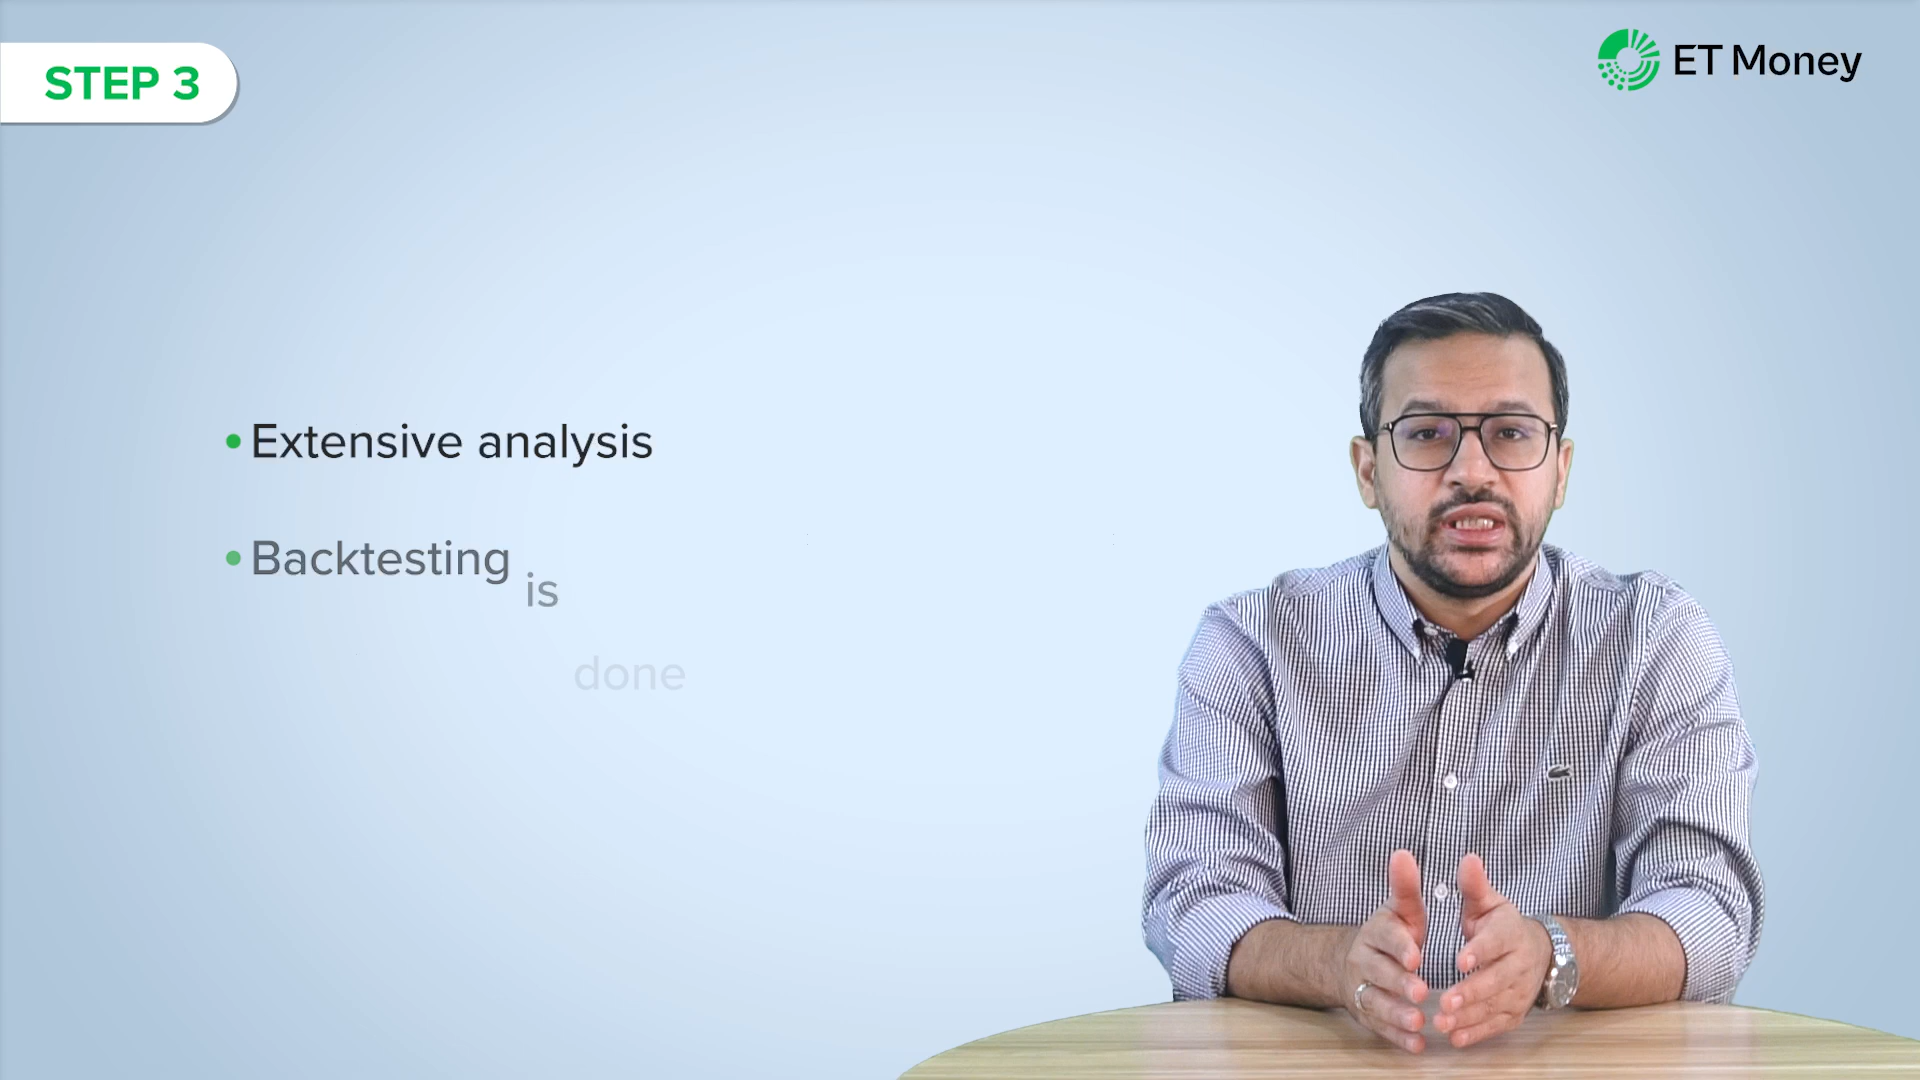 STEP 3
ET Money
Extensive analysis
Backtesting is done